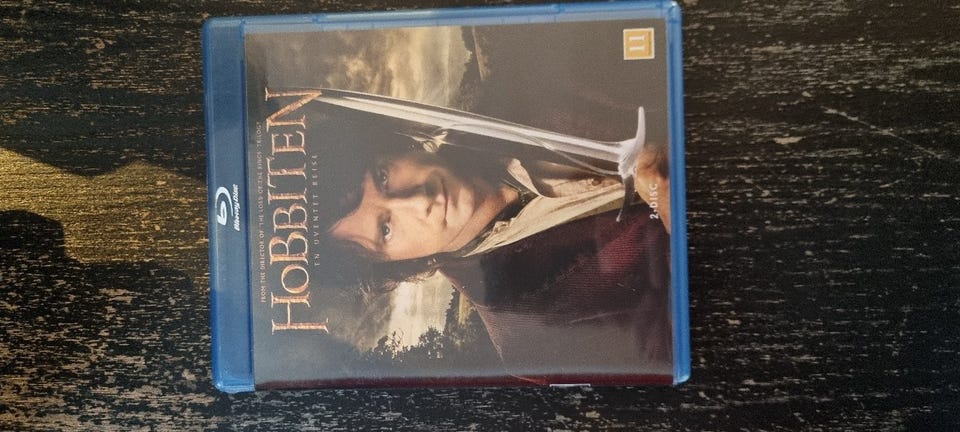 Blu-ray Disc
FROM THE DIRECTOR OF THE LORD OF THE RINGS TRILOGY
HOBBITEN
EN UVENTET REISE
2-DISC
11